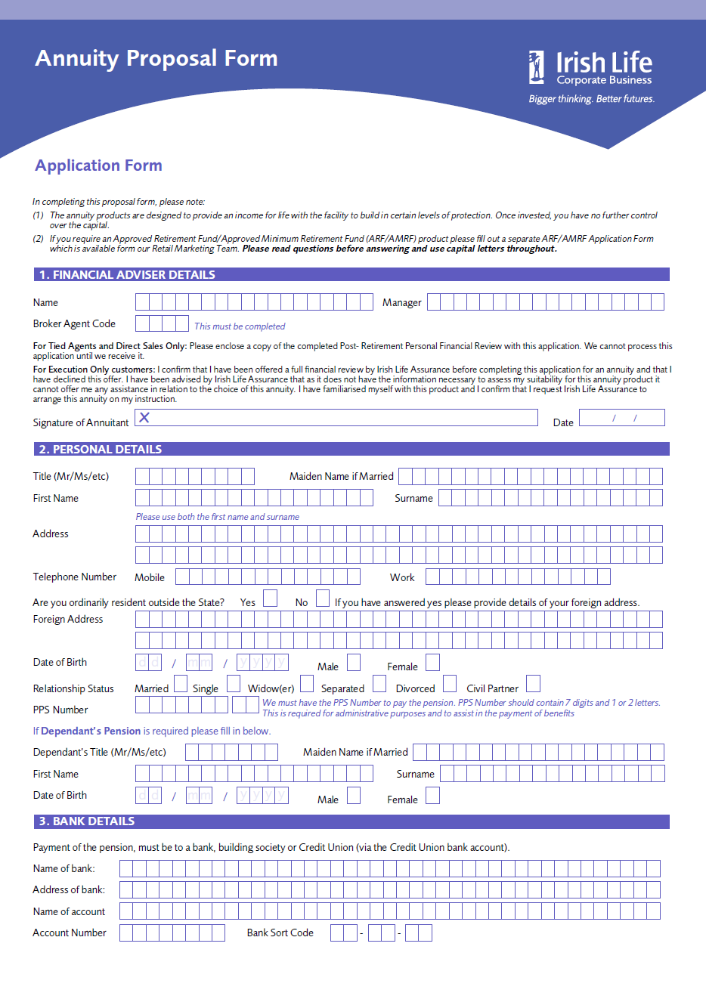 Annuity Proposal Form
Irish Life
Corporate Business
Bigger thinking. Better futures.
Application Form
In completing this proposal form, please note:
(1) The annuity products are designed to provide an income for life with the facility to build in certain levels of protection. Once invested, you have no further control
over the capital.
(2) If you require an Approved Retirement Fund/Approved Minimum Retirement Fund (ARF/AMRF) product please fill out a separate ARF/AMRF Application Form
which is available form our Retail Marketing Team. Please read questions before answering and use capital letters throughout.
1. FINANCIAL ADVISER DETAILS
Name Manager
Broker Agent Code This must be completed
For Tied Agents and Direct Sales Only: Please enclose a copy of the completed Post- Retirement Personal Financial Review with this application. We cannot process this
application until we receive it.
For Execution Only customers: I confirm that I have been offered a full financial review by Irish Life Assurance before completing this application for an annuity and that I
have declined this offer. I have been advised by Irish Life Assurance that as it does not have the information necessary to assess my suitability for this annuity product it
cannot offer me any assistance in relation to the choice of this annuity. I have familiarised myself with this product and I confirm that I request Irish Life Assurance to
arrange this annuity on my instruction.
Signature of Annuitant X Date / /
2. PERSONAL DETAILS
Title (Mr/Ms/etc) Maiden Name if Married
First Name Surname
Please use both the first name and surname
Address
Telephone Number Mobile Work
Are you ordinarily resident outside the State? Yes No If you have answered yes please provide details of your foreign address.
Foreign Address
Date of Birth dd / mm / yyyy Male Female
Relationship Status Married Single Widow(er) Separated Divorced Civil Partner
PPS Number We must have the PPS Number to pay the pension. PPS Number should contain 7 digits and 1 or 2 letters.
This is required for administrative purposes and to assist in the payment of benefits
If Dependant's Pension is required please fill in below.
Dependant's Title (Mr/Ms/etc) Maiden Name if Married
First Name Surname
Date of Birth dd / mm / yyyy Male Female
3. BANK DETAILS
Payment of the pension, must be to a bank, building society or Credit Union (via the Credit Union bank account).
Name of bank:
Address of bank:
Name of account
Account Number Bank Sort Code - -